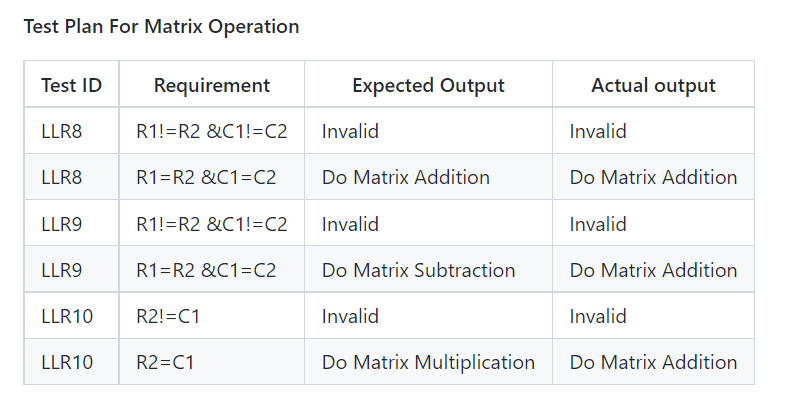 Test Plan For Matrix Operation
Test ID Requirement Expected Output Actual output
LLR8 R1!=R2 &C1!=C2 Invalid Invalid
LLR8 R1=R2 &C1=C2 Do Matrix Addition Do Matrix Addition
LLR9 R1!=R2 &C1!=C2 Invalid Invalid
LLR9 R1=R2 &C1=C2 Do Matrix Subtraction Do Matrix Addition
LLR10 R2!=C1 Invalid Invalid
LLR10 R2=C1 Do Matrix Multiplication Do Matrix Addition